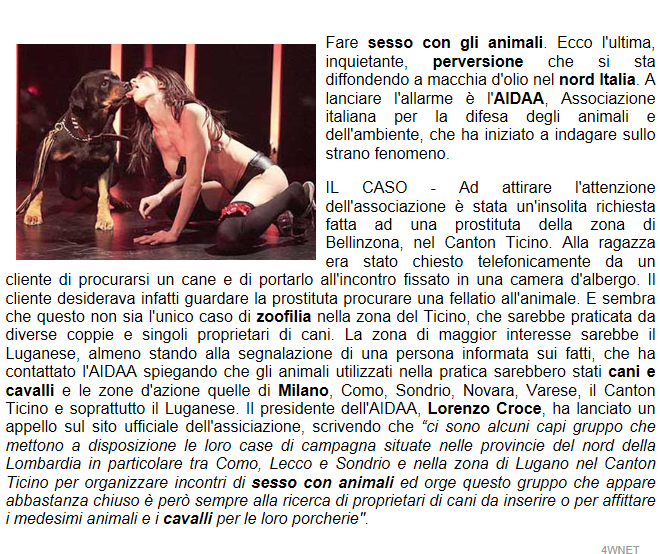 Fare sesso con gli animali. Ecco l'ultima,
inquietante, perversione che si sta
diffondendo a macchia d'olio nel nord Italia. A
lanciare l'allarme è l'AIDAA, Associazione
italiana per la difesa degli animali e
dell'ambiente, che ha iniziato a indagare sullo
strano fenomeno.
IL CASO - Ad attirare l'attenzione
dell'associazione è stata un'insolita richiesta
fatta ad una prostituta della zona di
Bellinzona, nel Canton Ticino. Alla ragazza
era stato chiesto telefonicamente da un
cliente di procurarsi un cane e di portarlo all'incontro fissato in una camera d'albergo. Il
cliente desiderava infatti guardare la prostituta procurare una fellatio all'animale. E sembra
che questo non sia l'unico caso di zoofilia nella zona del Ticino, che sarebbe praticata da
diverse coppie e singoli proprietari di cani. La zona di maggior interesse sarebbe il
Luganese, almeno stando alla segnalazione di una persona informata sui fatti, che ha
contattato l'AIDAA spiegando che gli animali utilizzati nella pratica sarebbero stati cani e
cavalli e le zone d'azione quelle di Milano, Como, Sondrio, Novara, Varese, il Canton
Ticino e soprattutto il Luganese. Il presidente dell'AIDAA, Lorenzo Croce, ha lanciato un
appello sul sito ufficiale dell'assiciazione, scrivendo che “ci sono alcuni capi gruppo che
mettono a disposizione le loro case di campagna situate nelle provincie del nord della
Lombardia in particolare tra Como, Lecco e Sondrio e nella zona di Lugano nel Canton
Ticino per organizzare incontri di sesso con animali ed orge questo gruppo che appare
abbastanza chiuso è però sempre alla ricerca di proprietari di cani da inserire o per affittare
i medesimi animali e i cavalli per le loro porcherie".
4WNET